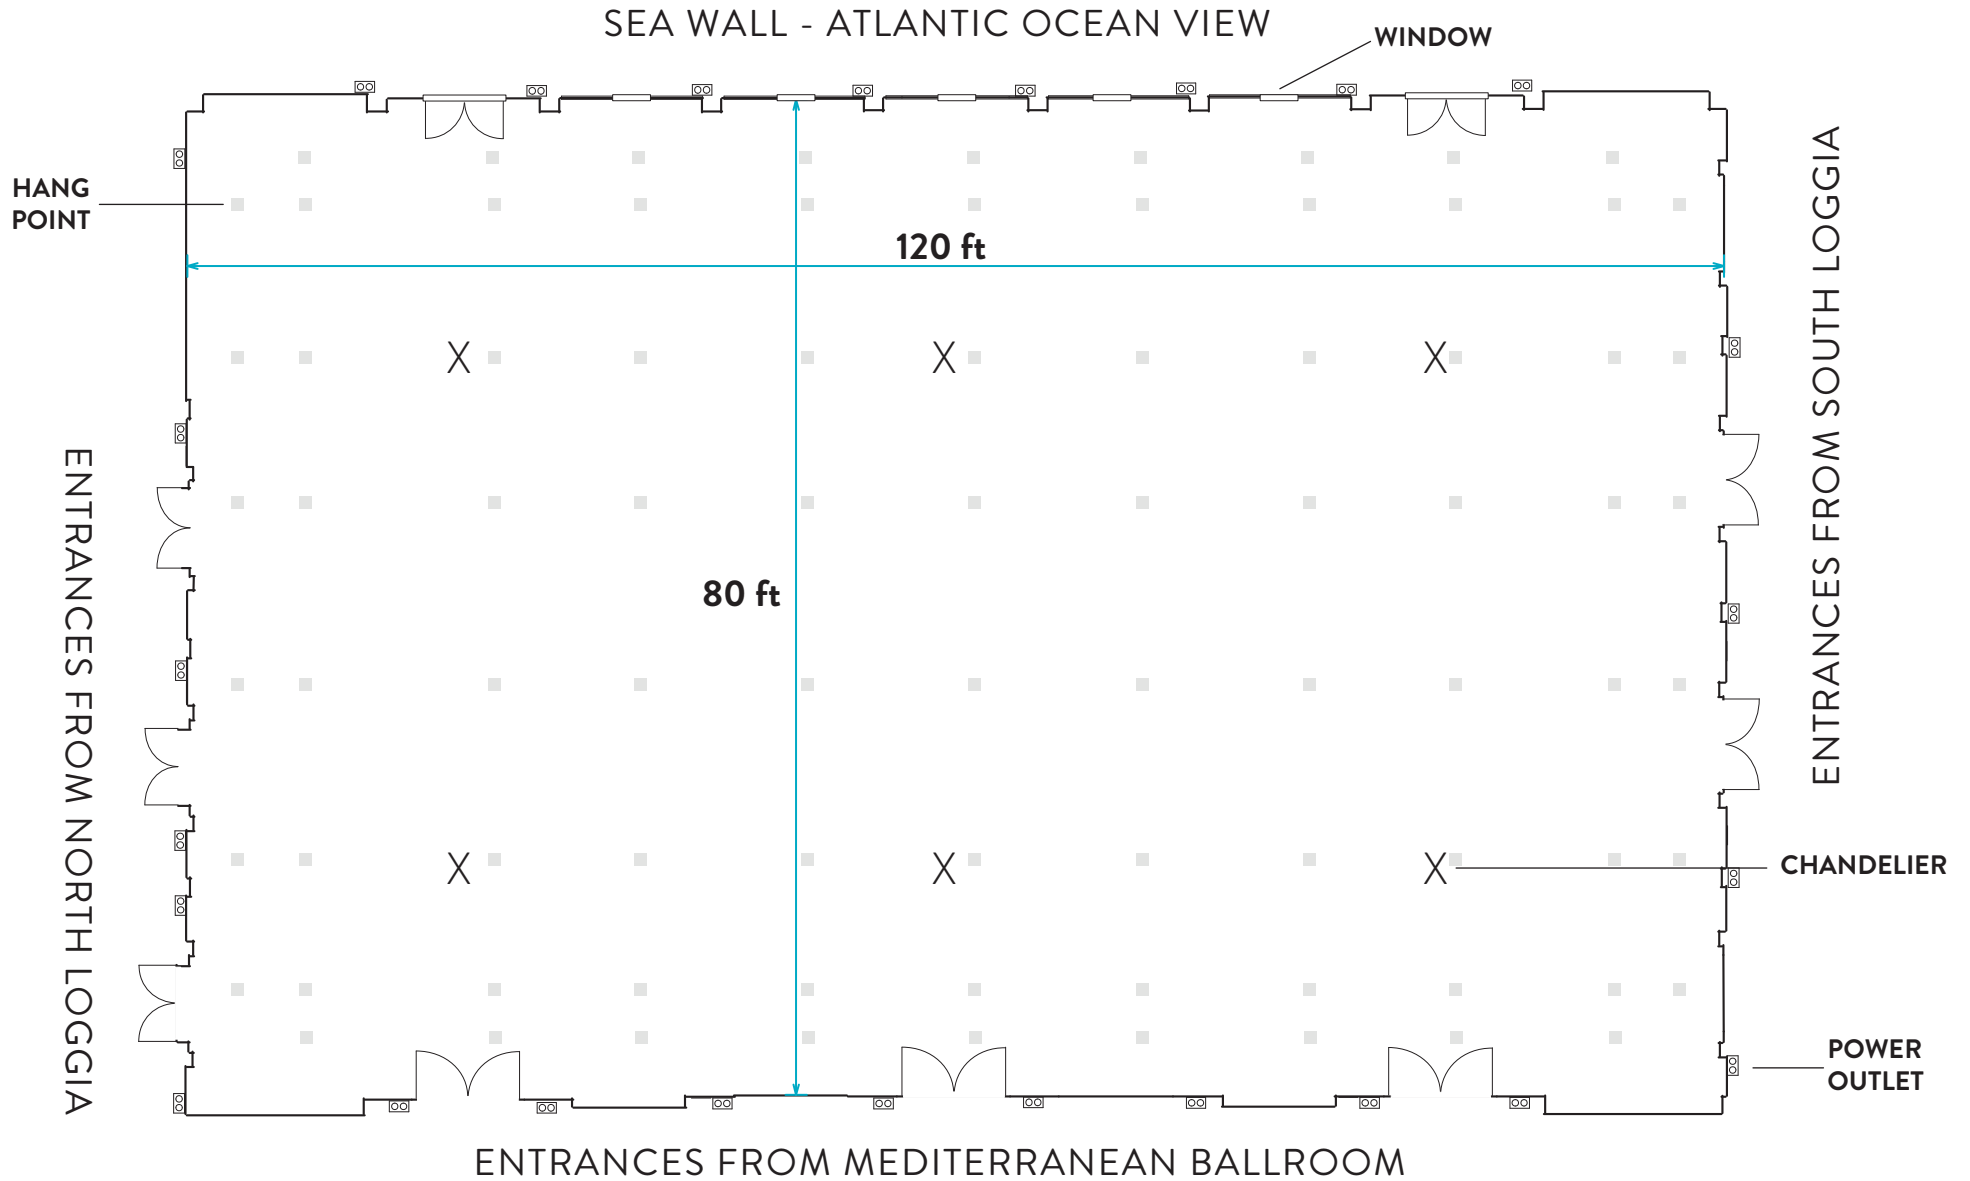 SEA WALL - ATLANTIC OCEAN VIEW
WINDOW
HANG
POINT
120 ft
ENTRANCES FROM SOUTH LOGGIA
X X X
ENTRANCES FROM NORTH LOGGIA
80 ft
X X X
CHANDELIER
POWER
OUTLET
ENTRANCES FROM MEDITERRANEAN BALLROOM